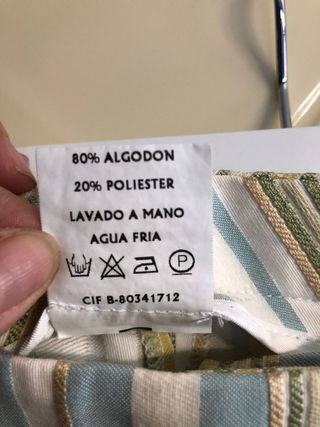 80% ALGODON
20% POLIESTER
LAVADO A MANO
AGUA FRIA
P
CIF B-80341712